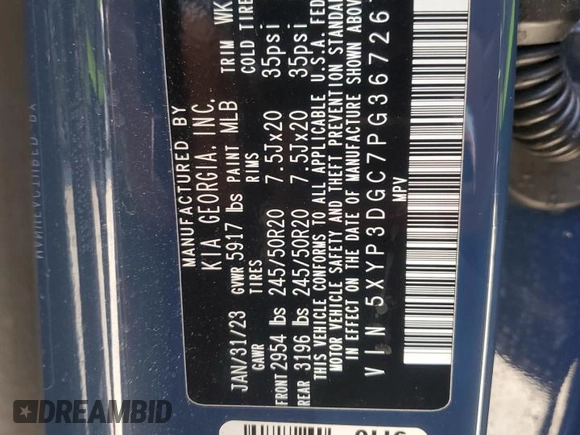 MANUFACTURED BY
KIA GEORGIA, INC.
JAN/31/23 GVWR 5917 lbs PAINT MLB TRIM WK
GAWR TIRES RIMS COLD TIRE
FRONT 2954 lbs 245/50R20 7.5Jx20 35psi
REAR 3196 lbs 245/50R20 7.5Jx20 35psi
THIS VEHICLE CONFORMS TO ALL APPLICABLE U.S.A. FED
MOTOR VEHICLE SAFETY AND THEFT PREVENTION STANDAR
IN EFFECT ON THE DATE OF MANUFACTURE SHOWN ABOVE
VIN 5XYP3DGC7PG36726
MPV
DREAMBID